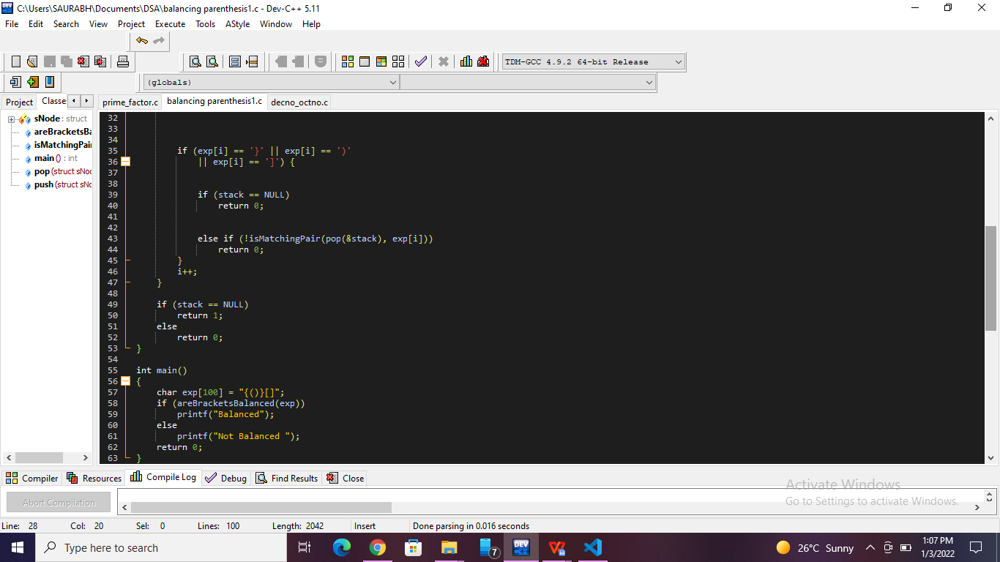 C:\Users\SAURABH\Documents\DSA\balancing parenthesis1.c - Dev-C++ 5.11
File Edit Search View Project Execute Tools AStyle Window Help
TDM-GCC 4.9.2 64-bit Release
(globals)
Project Classe prime_factor.c balancing parenthesis1.c decno_octno.c
sNode : struct
areBracketsBa
isMatchingPai
main () : int
pop (struct sNod
push (struct sNo
32
33
34
35 if (exp[i] == '}' || exp[i] == ')'
36 || exp[i] == ']') {
37
38
39 if (stack == NULL)
40 return 0;
41
42
43 else if (!isMatchingPair(pop(&stack), exp[i]))
44 return 0;
45 }
46 i++;
47 }
48
49 if (stack == NULL)
50 return 1;
51 else
52 return 0;
53 }
54
55 int main()
56 {
57 char exp[100] = "{()}[]";
58 if (areBracketsBalanced(exp))
59 printf("Balanced");
60 else
61 printf("Not Balanced ");
62 return 0;
63 }
Compiler Resources Compile Log Debug Find Results Close
Abort Compilation
Activate Windows
Go to Settings to activate Windows.
Line: 28 Col: 20 Sel: 0 Lines: 100 Length: 2042 Insert Done parsing in 0.016 seconds
Type here to search
7
DEV
26°C Sunny
1:07 PM
1/3/2022